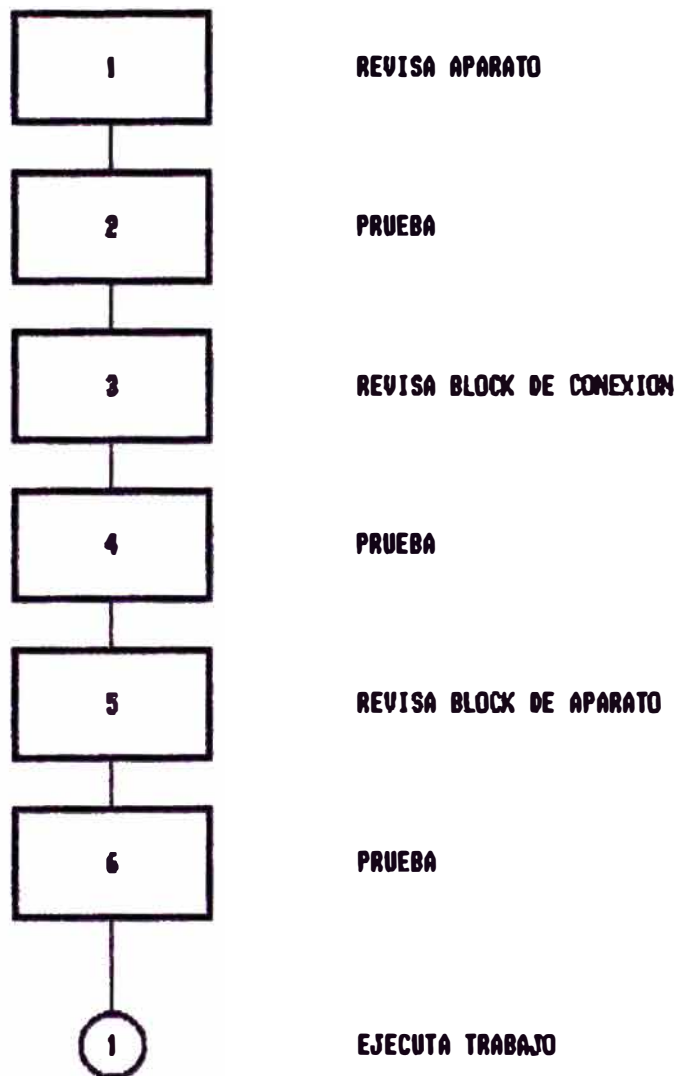 1 REVISA APARATO
2 PRUEBA
3 REVISA BLOCK DE CONEXION
4 PRUEBA
5 REVISA BLOCK DE APARATO
6 PRUEBA
1 EJECUTA TRABAJO